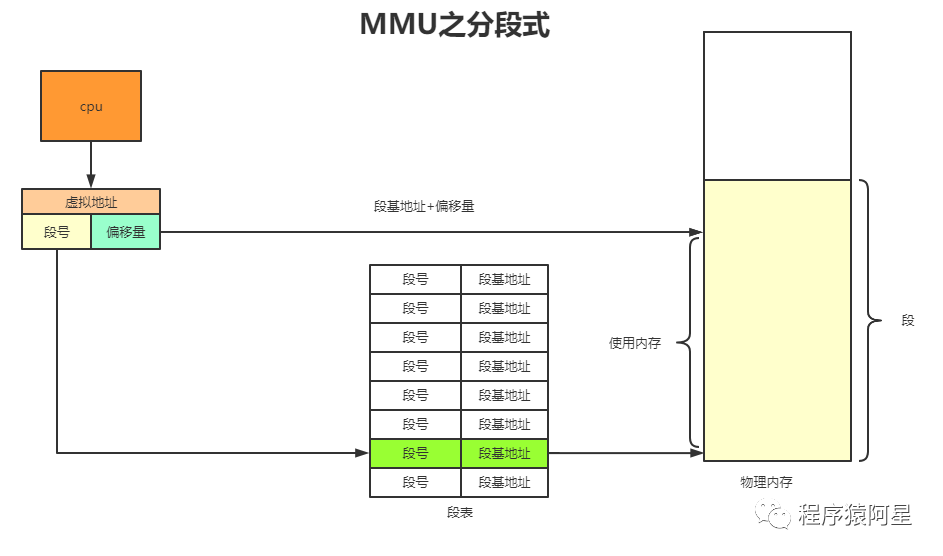 MMU之分段式
cpu
虚拟地址
段号 偏移量
段基地址+偏移量
段号 段基地址
段号 段基地址
段号 段基地址
段号 段基地址
段号 段基地址
段号 段基地址
段号 段基地址
段号 段基地址
段表
使用内存
段
物理内存
程序猿阿星